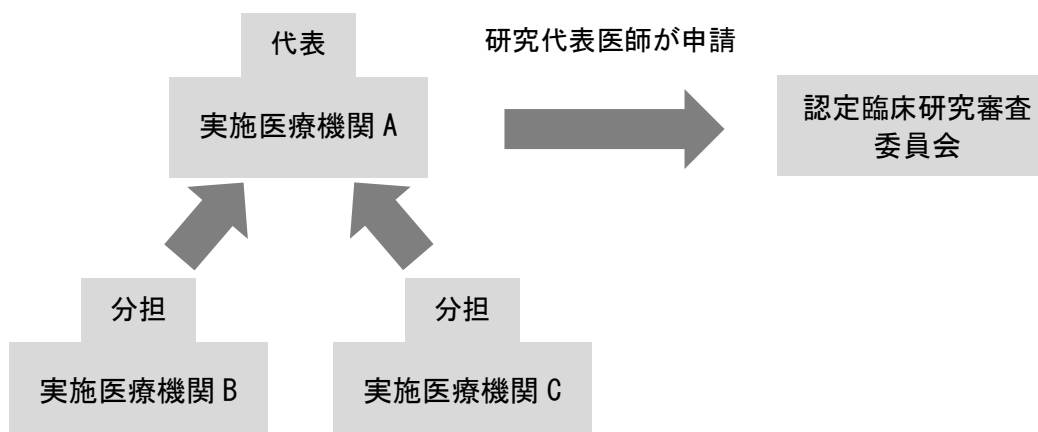 代表
研究代表医師が申請
実施医療機関 A
認定臨床研究審査
委員会
分担
分担
実施医療機関 B
実施医療機関 C